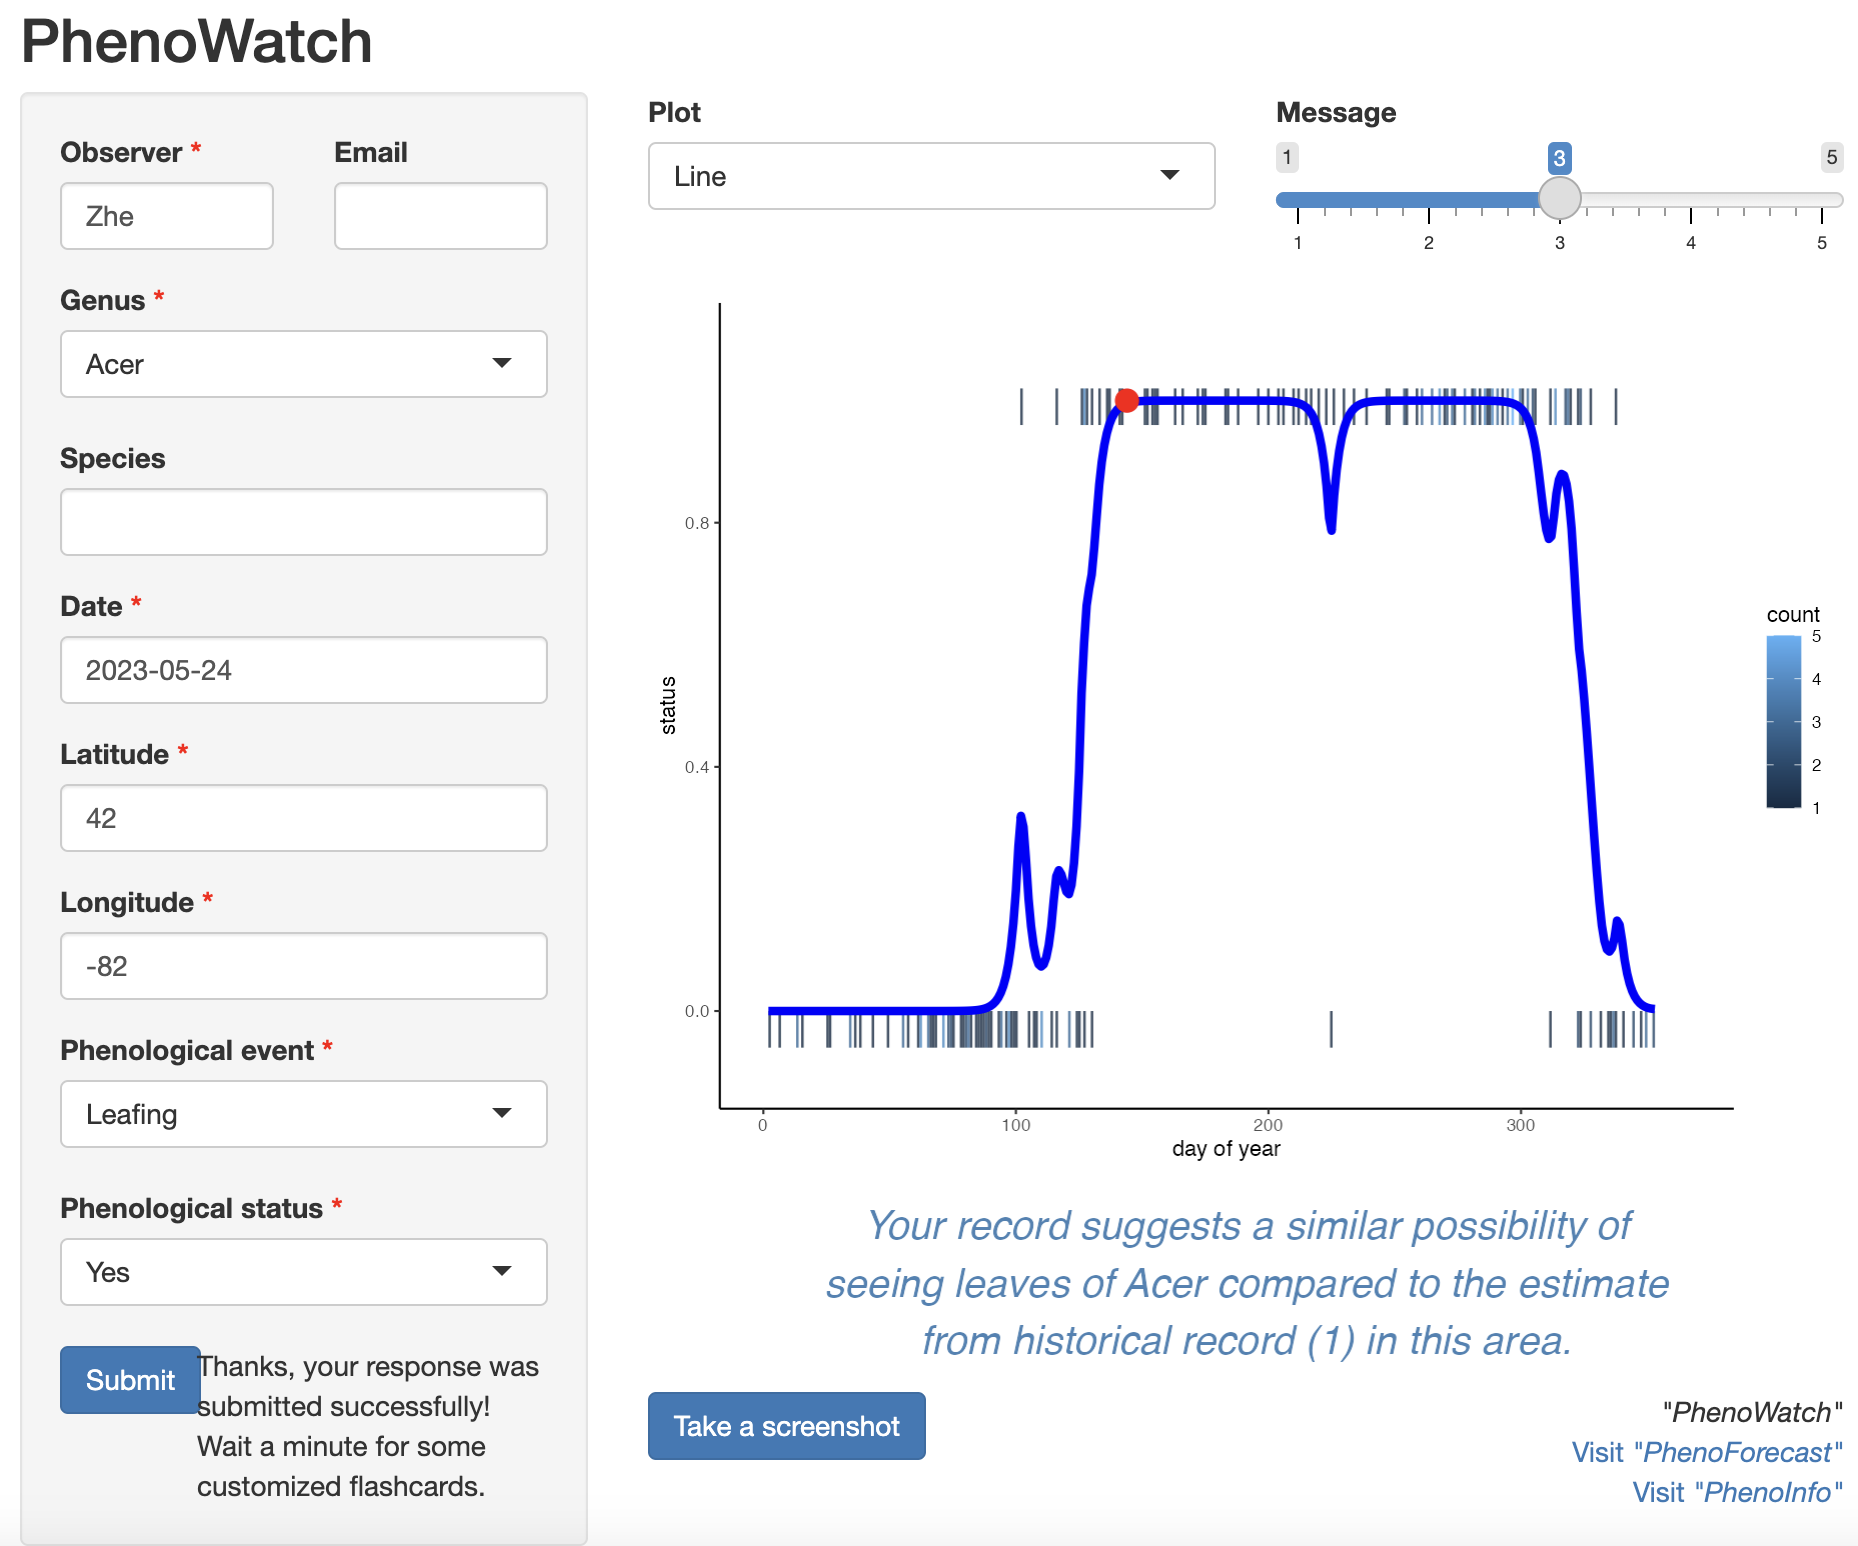 PhenoWatch
Observer *
Email
Zhe
Genus *
Acer
Species
Date *
2023-05-24
Latitude *
42
Longitude *
-82
Phenological event *
Leafing
Phenological status *
Yes
Submit
Thanks, your response was
submitted successfully!
Wait a minute for some
customized flashcards.
Plot
Line
Message
1
3
5
1 2 3 4 5
status
0.8
0.4
0.0
0 100 200 300
day of year
count
5
4
3
2
1
Your record suggests a similar possibility of
seeing leaves of Acer compared to the estimate
from historical record (1) in this area.
Take a screenshot
"PhenoWatch"
Visit "PhenoForecast"
Visit "PhenoInfo"